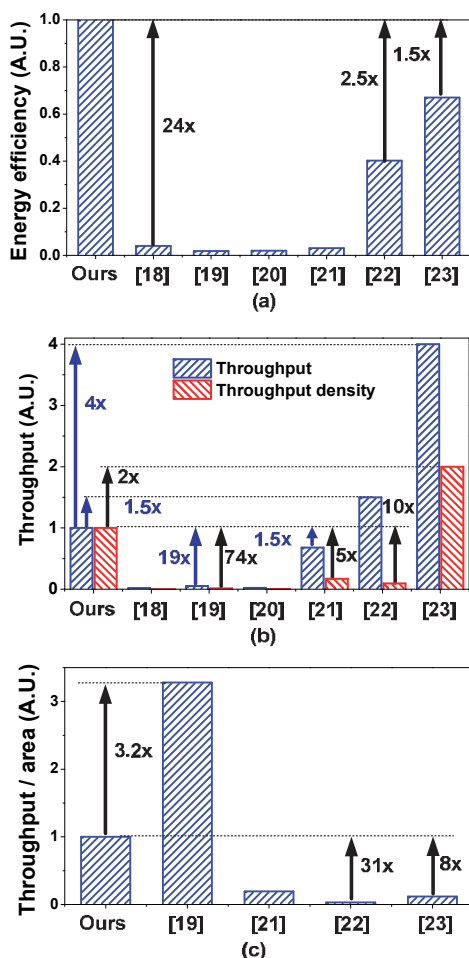 Energy efficiency (A.U.)
1.0
0.8
0.6
0.4
0.2
0.0
24x
2.5x
1.5x
Ours [18] [19] [20] [21] [22] [23]
(a)
Throughput (A.U.)
4
3
2
1
0
Throughput
Throughput density
4x
2x
1.5x
19x
74x
1.5x
5x
10x
Ours [18] [19] [20] [21] [22] [23]
(b)
Throughput / area (A.U.)
3
2
1
0
3.2x
31x
8x
Ours [19] [21] [22] [23]
(c)